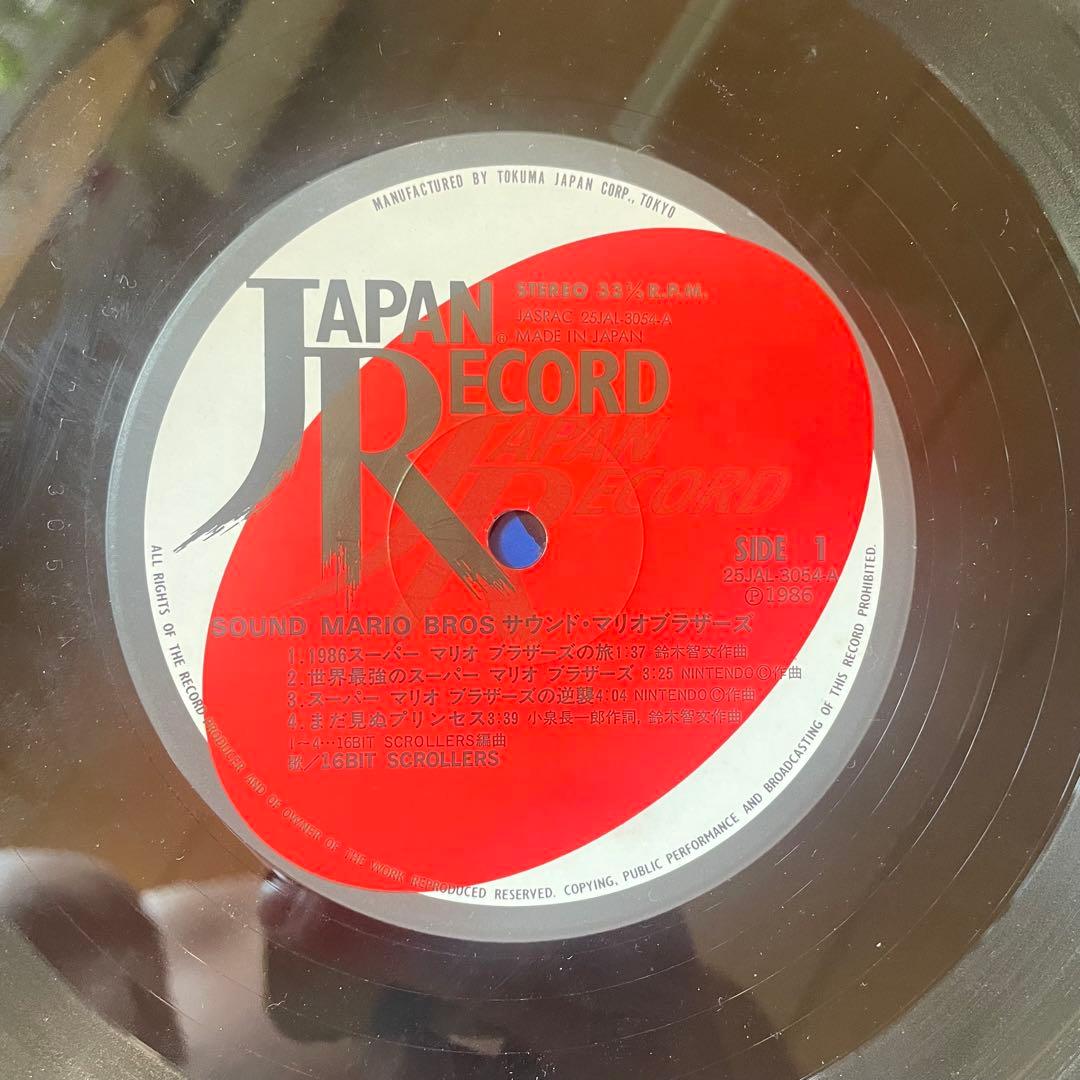 MANUFACTURED BY TOKUMA JAPAN CORP., TOKYO
JAPAN
RECORD
®
STEREO 33⅓ R.P.M.
JASRAC 25JAL-3054-A
MADE IN JAPAN
JAPAN
RECORD
SIDE 1
25JAL-3054-A
Ⓟ1986
SOUND MARIO BROS サウンド・マリオブラザーズ
1. 1986スーパー マリオ ブラザーズの旅1:37 鈴木智文作曲
2. 世界最強のスーパー マリオ ブラザーズ 3:25 NINTENDO©作曲
3. スーパー マリオ ブラザーズの逆襲4:04 NINTENDO©作曲
4. まだ見ぬプリンセス3:39 小泉長一郎作詞, 鈴木智文作曲
1〜4…16BIT SCROLLERS編曲
歌／16BIT SCROLLERS
ALL RIGHTS OF THE RECORD PRODUCER AND OF OWNER OF THE WORK REPRODUCED RESERVED. COPYING, PUBLIC PERFORMANCE AND BROADCASTING OF THIS RECORD PROHIBITED.